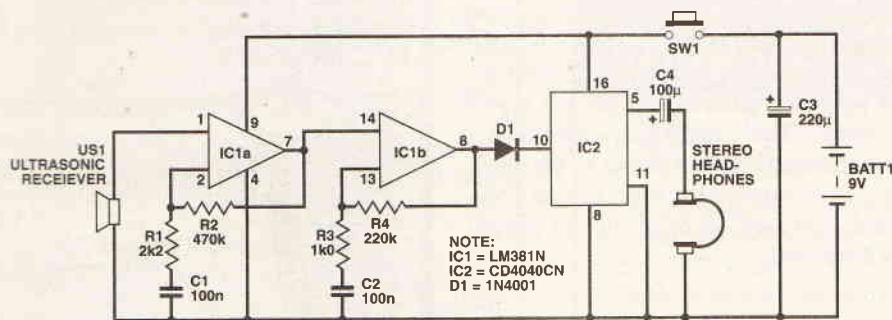 SW1
C4
100µ
C3
220µ
BATT1
9V
STEREO
HEAD-
PHONES
16
5
11
8
10
IC2
D1
14
13
8
IC1b
1
2
9
7
4
IC1a
US1
ULTRASONIC
RECEIEVER
R1
2k2
R2
470k
C1
100n
R3
1k0
R4
220k
C2
100n
NOTE:
IC1 = LM381N
IC2 = CD4040CN
D1 = 1N4001